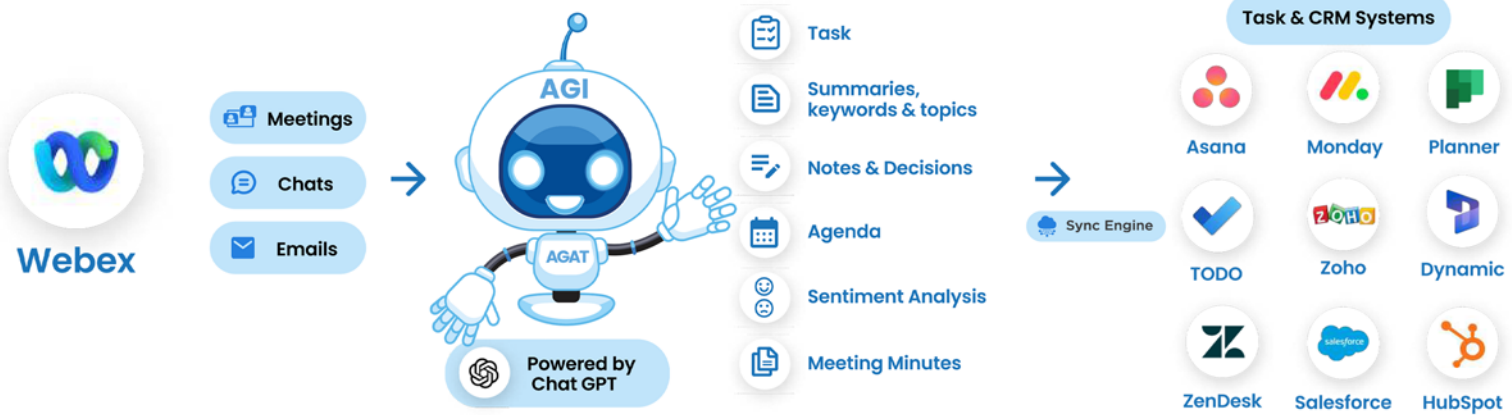 Webex
Meetings
Chats
Emails
AGI
AGAT
Powered by
Chat GPT
Task
Summaries,
keywords & topics
Notes & Decisions
Agenda
Sentiment Analysis
Meeting Minutes
Sync Engine
Task & CRM Systems
Asana
Monday
Planner
TODO
ZOHO
Zoho
Dynamic
ZenDesk
salesforce
Salesforce
HubSpot